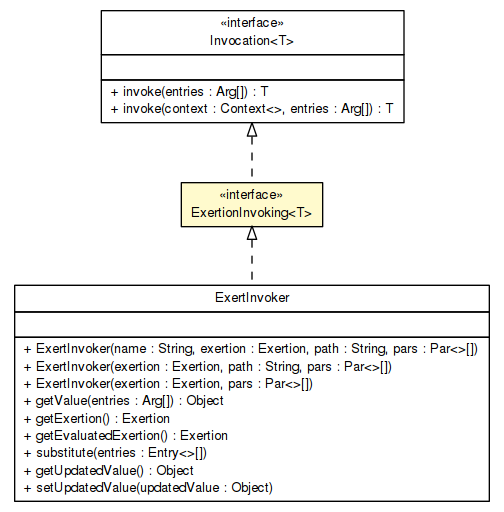 «interface»
Invocation<T>
+ invoke(entries : Arg[]) : T
+ invoke(context : Context<>, entries : Arg[]) : T
«interface»
ExertionInvoking<T>
ExertInvoker
+ ExertInvoker(name : String, exertion : Exertion, path : String, pars : Par<>[])
+ ExertInvoker(exertion : Exertion, path : String, pars : Par<>[])
+ ExertInvoker(exertion : Exertion, pars : Par<>[])
+ getValue(entries : Arg[]) : Object
+ getExertion() : Exertion
+ getEvaluatedExertion() : Exertion
+ substitute(entries : Entry<>[])
+ getUpdatedValue() : Object
+ setUpdatedValue(updatedValue : Object)